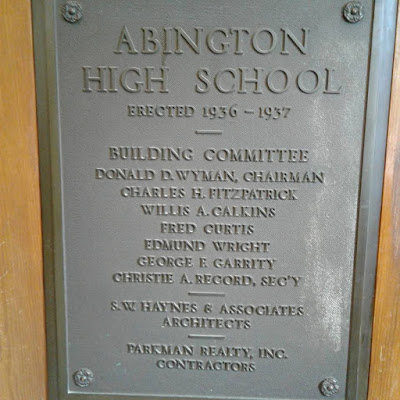 ABINGTON
HIGH SCHOOL
ERECTED 1936 – 1937
BUILDING COMMITTEE
DONALD D. WYMAN, CHAIRMAN
CHARLES H. FITZPATRICK
WILLIS A. CALKINS
FRED CURTIS
EDMUND WRIGHT
GEORGE F. GARRITY
CHRISTIE A. RECORD, SEC'Y
S.W. HAYNES & ASSOCIATES
ARCHITECTS
PARKMAN REALTY, INC.
CONTRACTORS